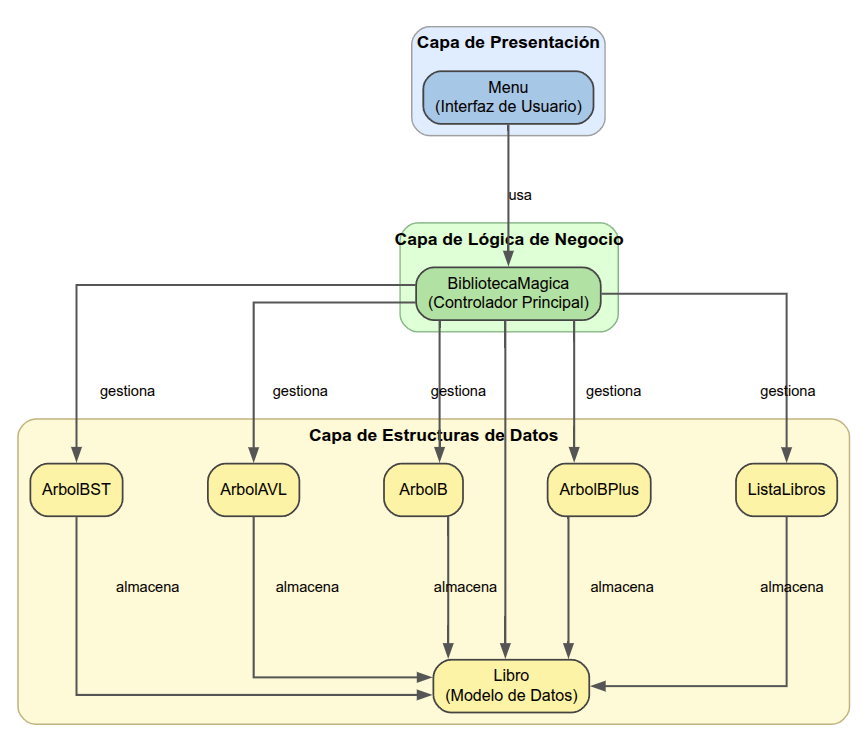 Capa de Presentación
Menu
(Interfaz de Usuario)
usa
Capa de Lógica de Negocio
BibliotecaMagica
(Controlador Principal)
gestiona
gestiona
gestiona
gestiona
gestiona
Capa de Estructuras de Datos
ArbolBST
ArbolAVL
ArbolB
ArbolBPlus
ListaLibros
almacena
almacena
almacena
almacena
almacena
Libro
(Modelo de Datos)